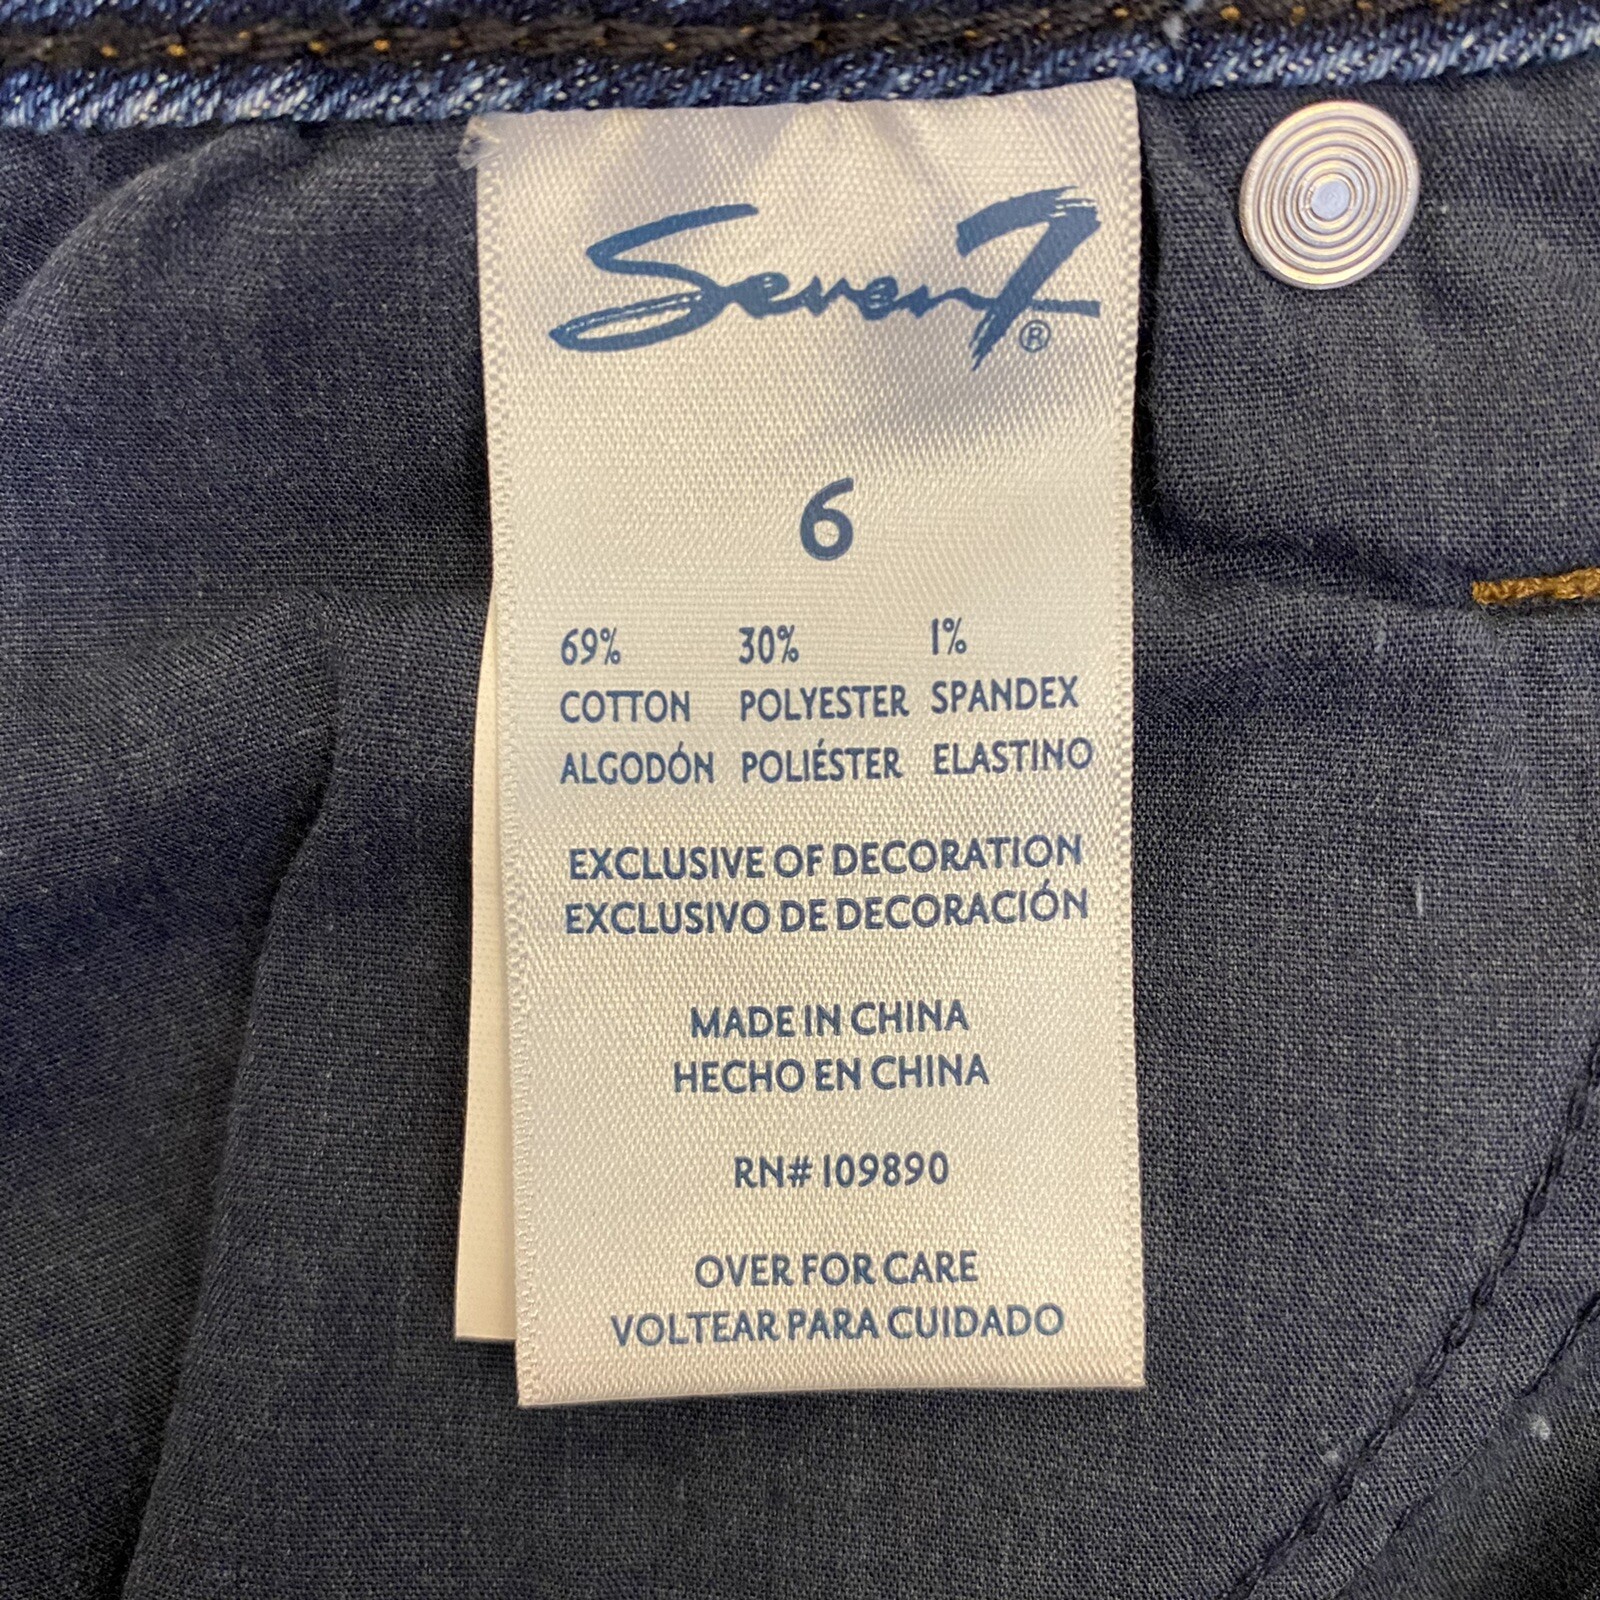 Seven7®
6
69% 30% 1%
COTTON POLYESTER SPANDEX
ALGODÓN POLIÉSTER ELASTINO
EXCLUSIVE OF DECORATION
EXCLUSIVO DE DECORACIÓN
MADE IN CHINA
HECHO EN CHINA
RN# 109890
OVER FOR CARE
VOLTEAR PARA CUIDADO